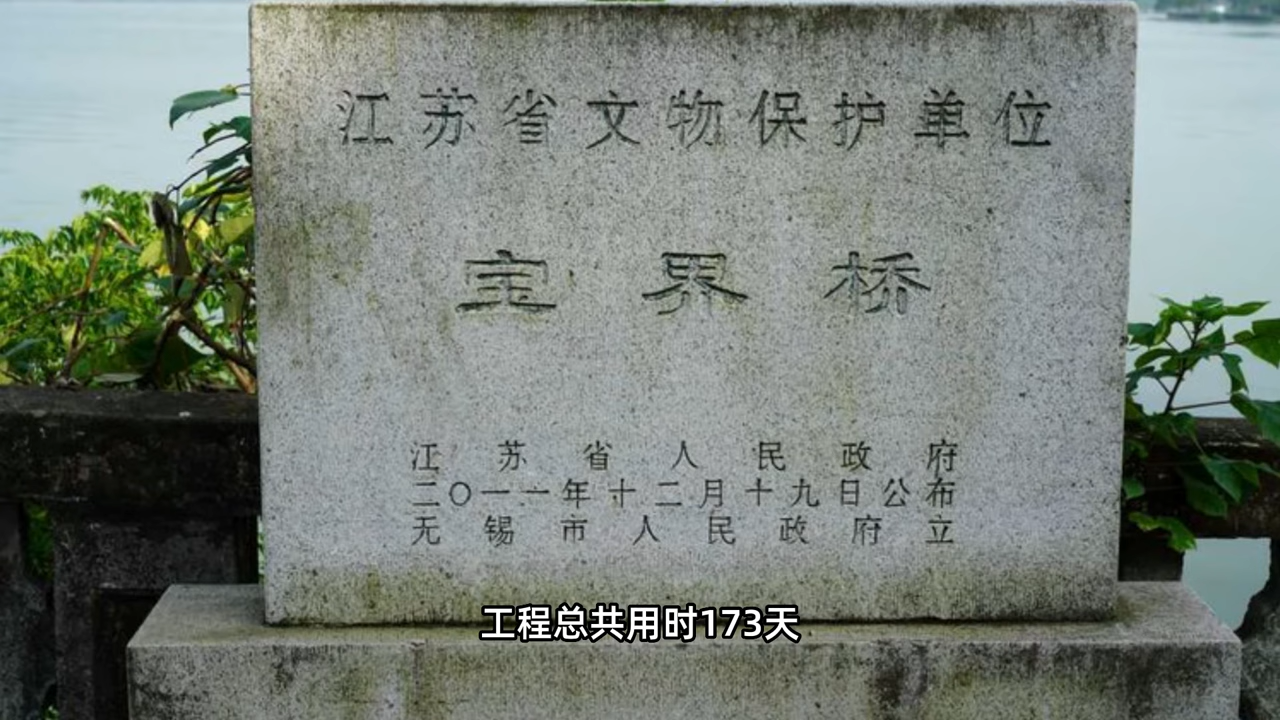 江苏省文物保护单位
宝界桥
江苏省人民政府
二〇一一年十二月十九日公布
无锡市人民政府立
工程总共用时173天